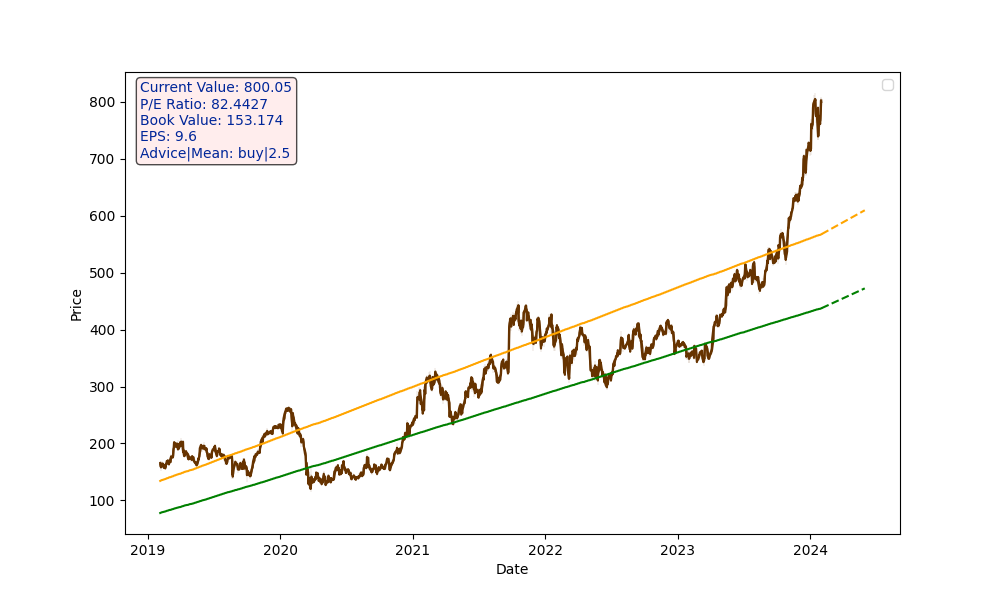 Current Value: 800.05
P/E Ratio: 82.4427
Book Value: 153.174
EPS: 9.6
Advice|Mean: buy|2.5
800
700
600
500
400
300
200
100
Price
2019 2020 2021 2022 2023 2024
Date